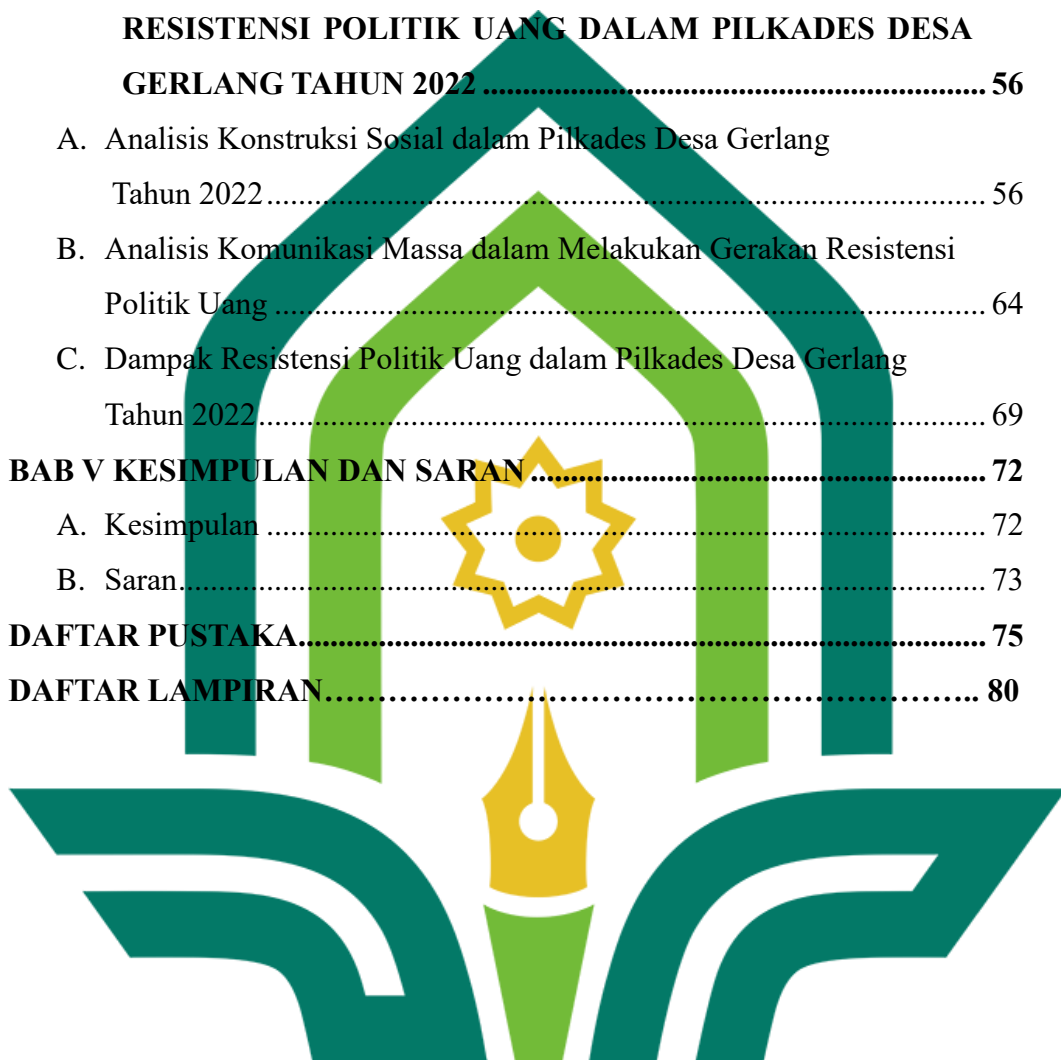 RESISTENSI POLITIK UANG DALAM PILKADES DESA
GERLANG TAHUN 2022 ................................................................ 56
A. Analisis Konstruksi Sosial dalam Pilkades Desa Gerlang
Tahun 2022 ............................................................................................ 56
B. Analisis Komunikasi Massa dalam Melakukan Gerakan Resistensi
Politik Uang ........................................................................................... 64
C. Dampak Resistensi Politik Uang dalam Pilkades Desa Gerlang
Tahun 2022 ............................................................................................. 69
BAB V KESIMPULAN DAN SARAN .......................................................... 72
A. Kesimpulan ............................................................................................ 72
B. Saran ....................................................................................................... 73
DAFTAR PUSTAKA ........................................................................................ 75
DAFTAR LAMPIRAN…………………………………………………………….. 80